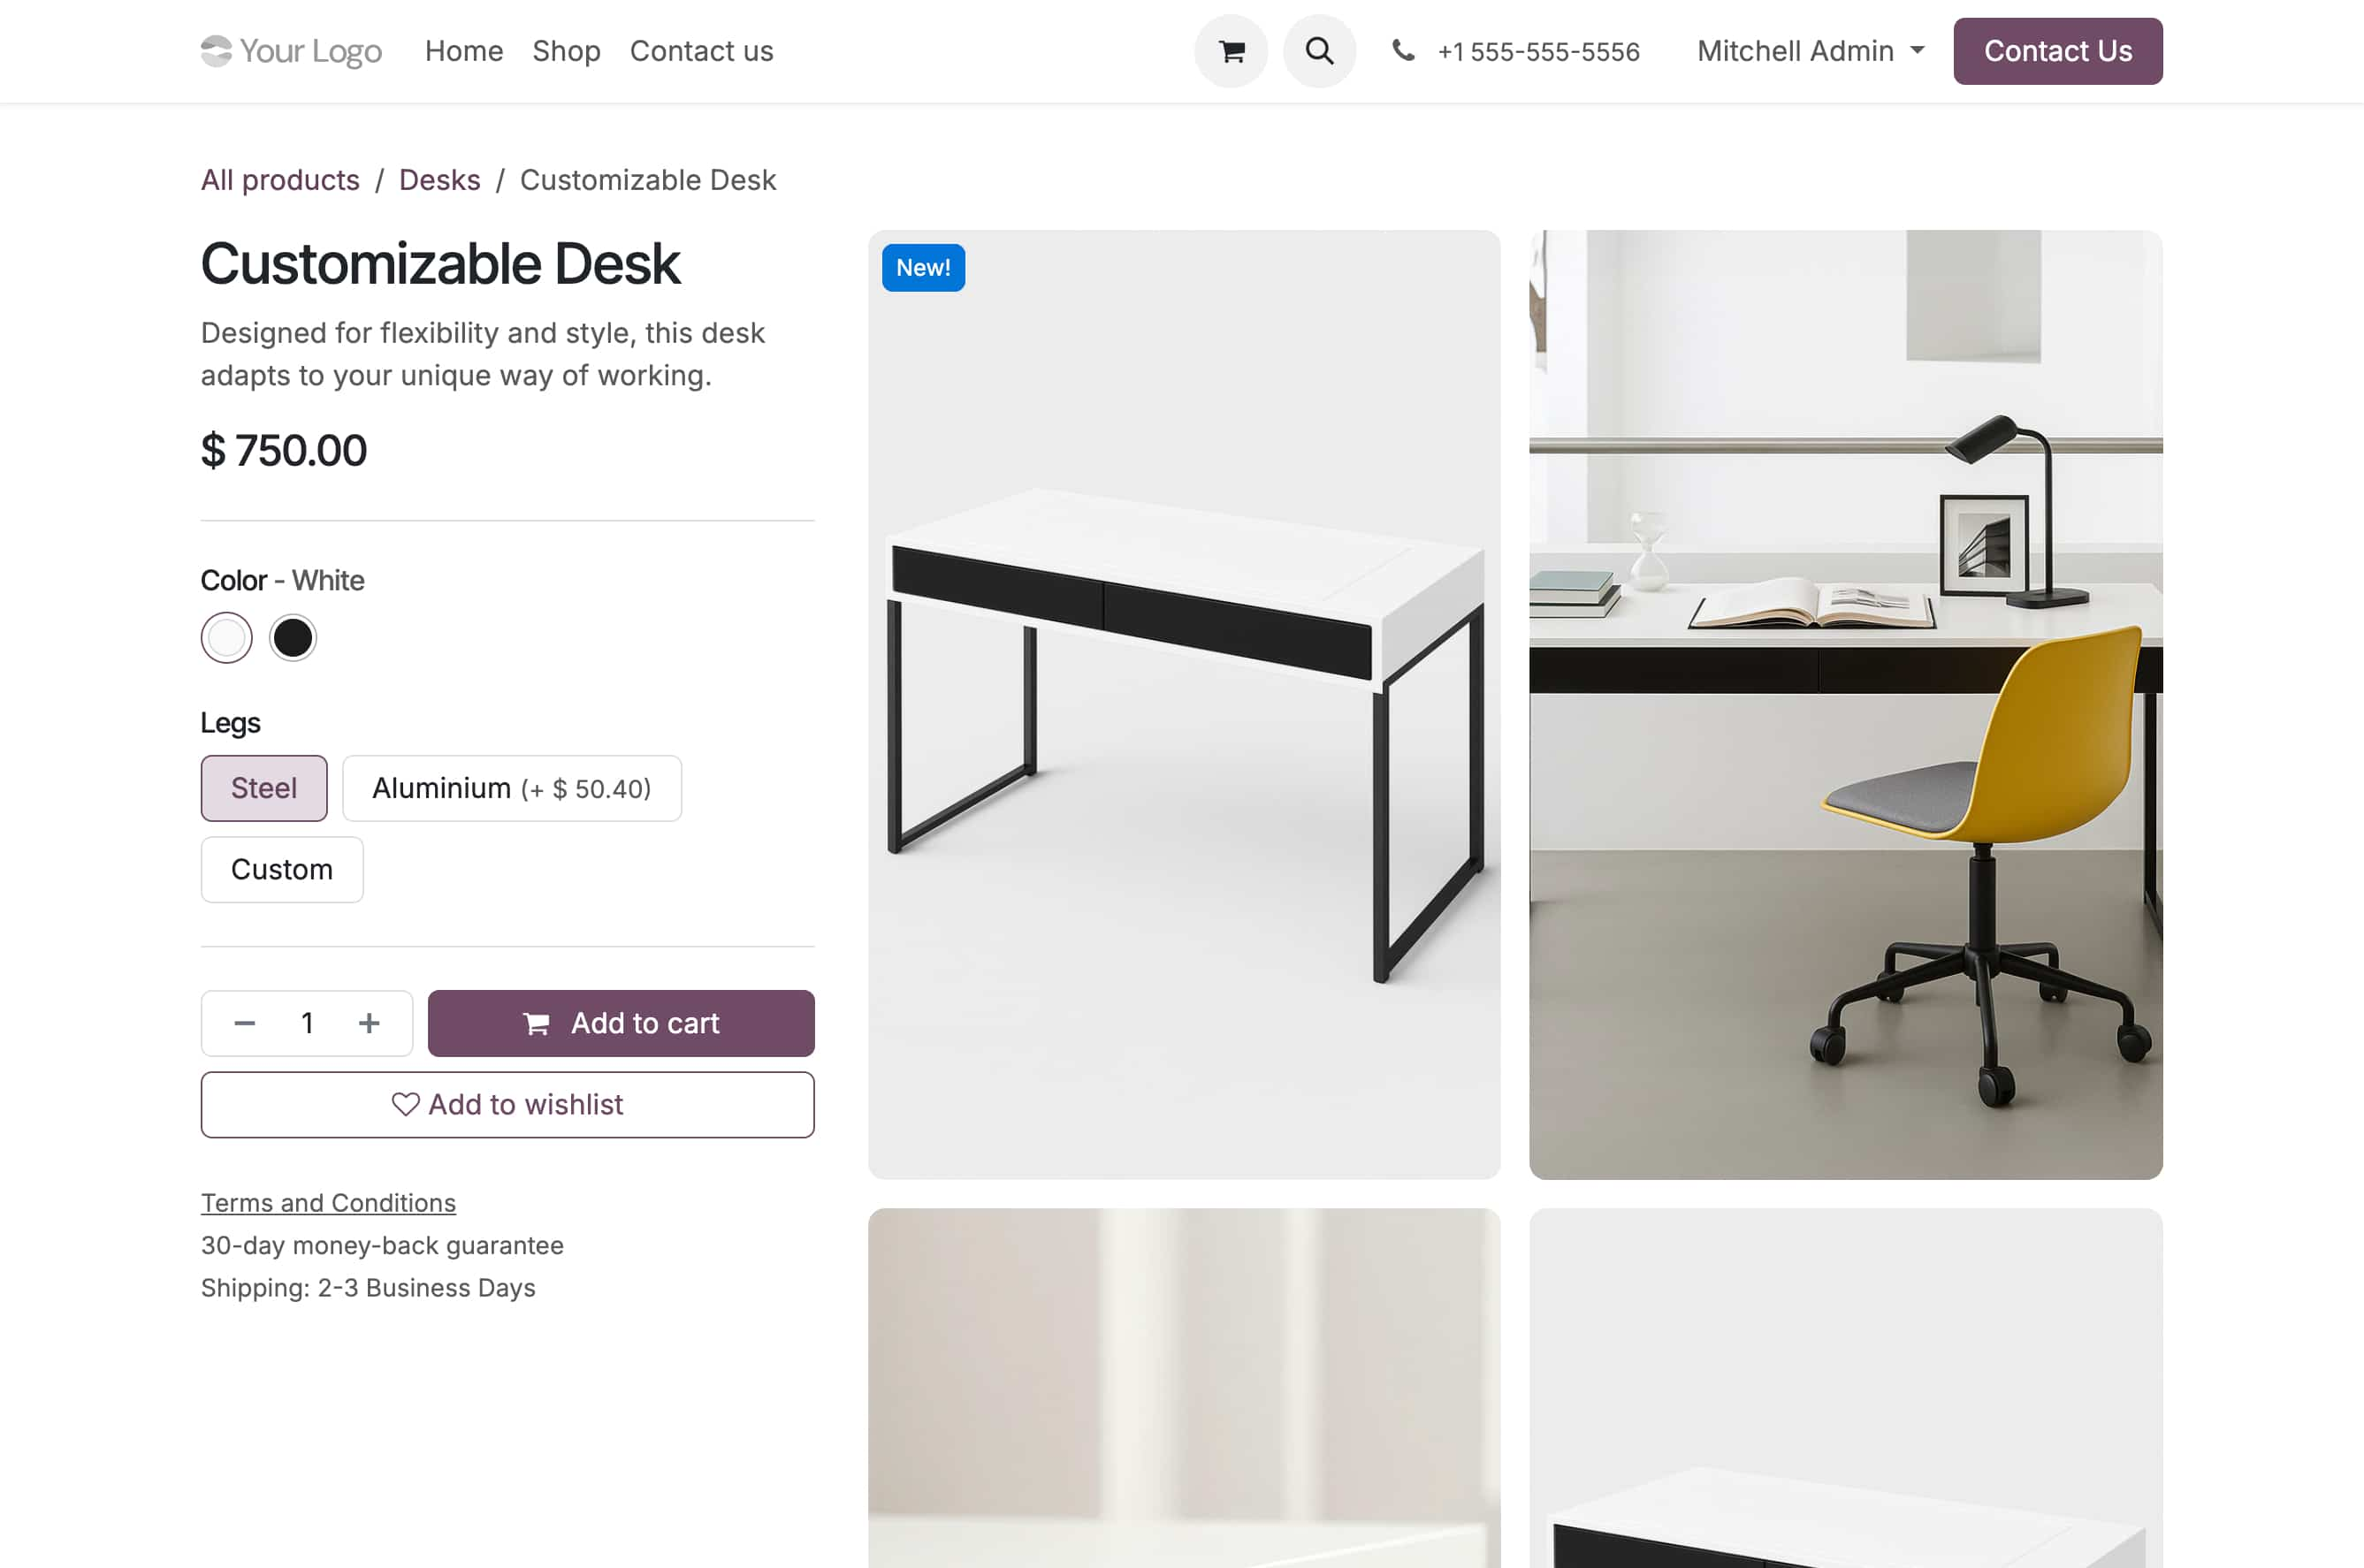 Your Logo Home Shop Contact us +1 555-555-5556 Mitchell Admin Contact Us
All products / Desks / Customizable Desk
Customizable Desk
New!
Designed for flexibility and style, this desk
adapts to your unique way of working.
$ 750.00
Color - White
Legs
Steel Aluminium (+ $ 50.40)
Custom
1 Add to cart
Add to wishlist
Terms and Conditions
30-day money-back guarantee
Shipping: 2-3 Business Days